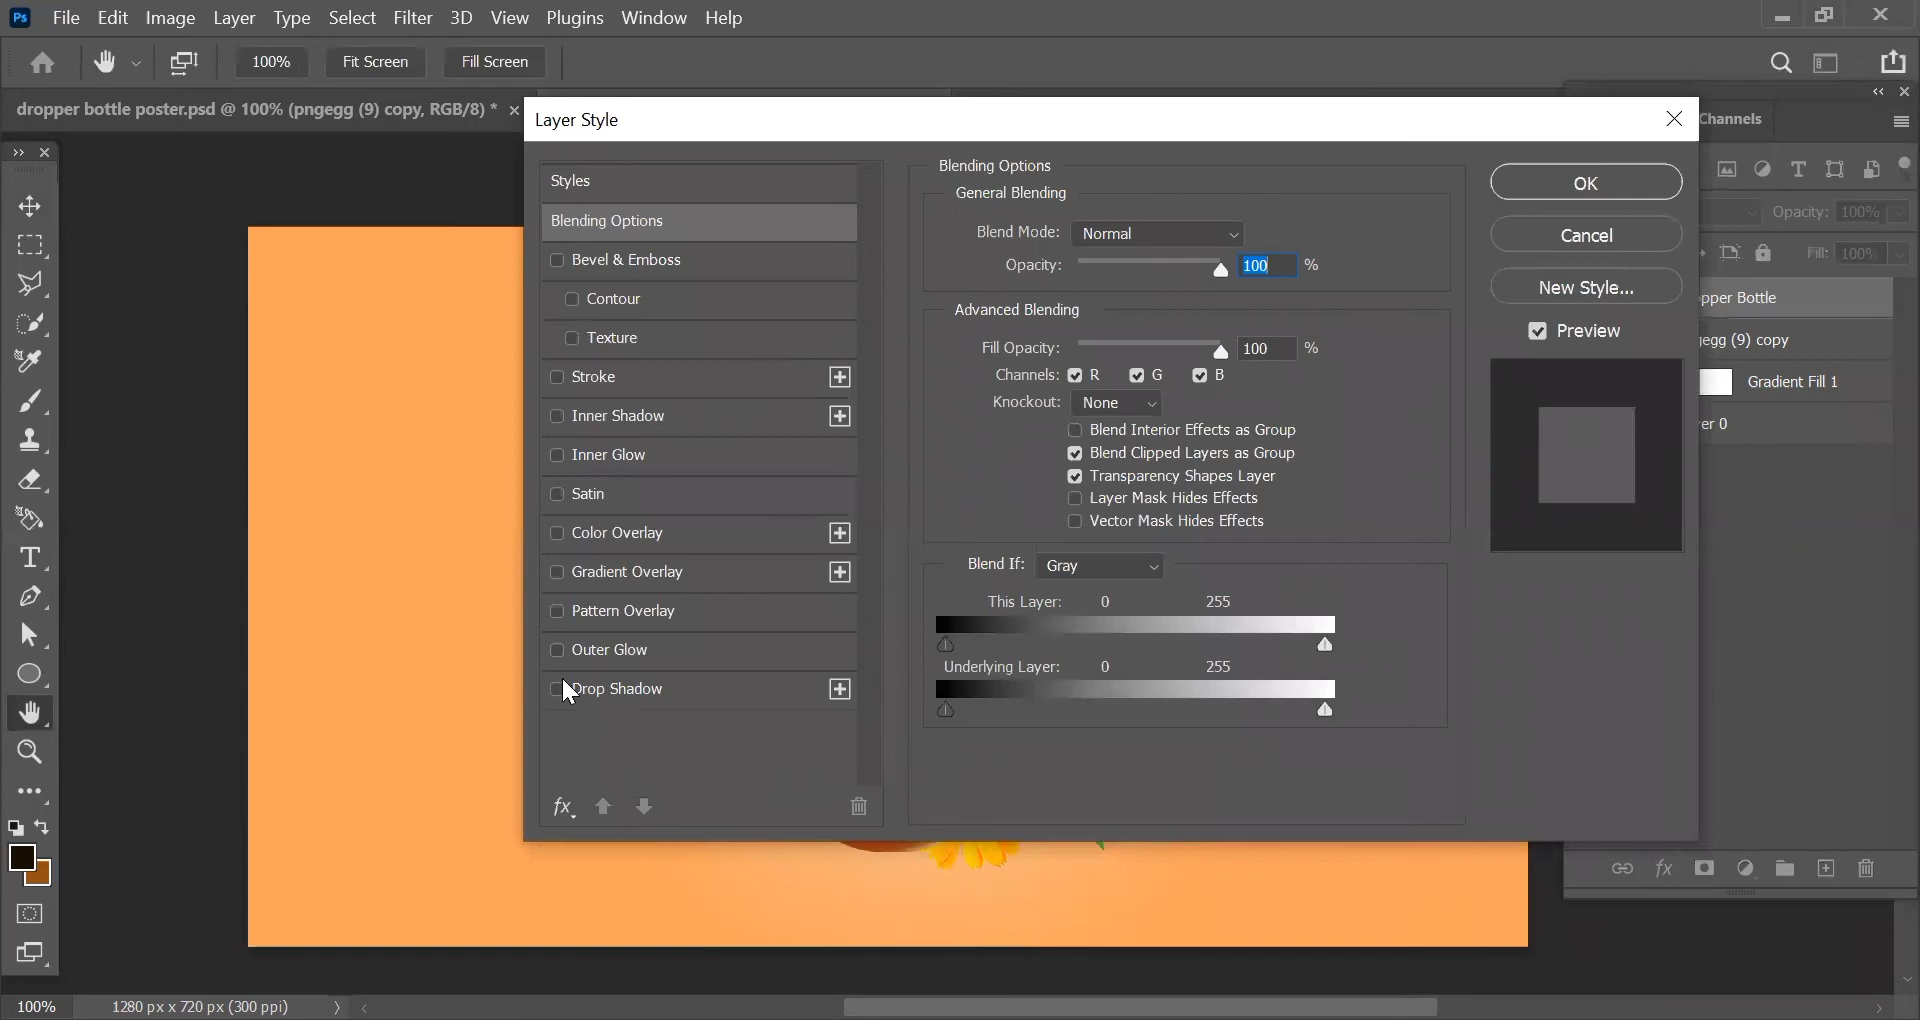 Ps File Edit Image Layer Type Select Filter 3D View Plugins Window Help
100% Fit Screen Fill Screen
dropper bottle poster.psd @ 100% (pngegg (9) copy, RGB/8) *
Channels
Layer Style
Styles
Blending Options
Bevel & Emboss
Contour
Texture
Stroke
Inner Shadow
Inner Glow
Satin
Color Overlay
Gradient Overlay
Pattern Overlay
Outer Glow
Drop Shadow
fx
Blending Options
General Blending
Blend Mode: Normal
Opacity: 100 %
Advanced Blending
Fill Opacity: 100 %
Channels: R G B
Knockout: None
Blend Interior Effects as Group
Blend Clipped Layers as Group
Transparency Shapes Layer
Layer Mask Hides Effects
Vector Mask Hides Effects
Blend If: Gray
This Layer: 0 255
Underlying Layer: 0 255
OK
Cancel
New Style...
Preview
Opacity: 100%
Fill: 100%
pper Bottle
egg (9) copy
Gradient Fill 1
er 0
fx
100% 1280 px x 720 px (300 ppi)